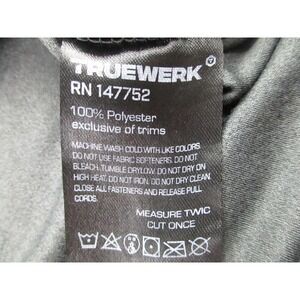 TRUEWERK
RN 147752
100% Polyester
exclusive of trims
MACHINE WASH COLD WITH LIKE COLORS.
DO NOT USE FABRIC SOFTENERS. DO NOT
BLEACH. TUMBLE DRY LOW. DO NOT DRY ON
HIGH HEAT. DO NOT IRON. DO NOT DRY CLEAN
CLOSE ALL FASTENERS AND RELEASE PULL
CORDS.
MEASURE TWIC
CUT ONCE